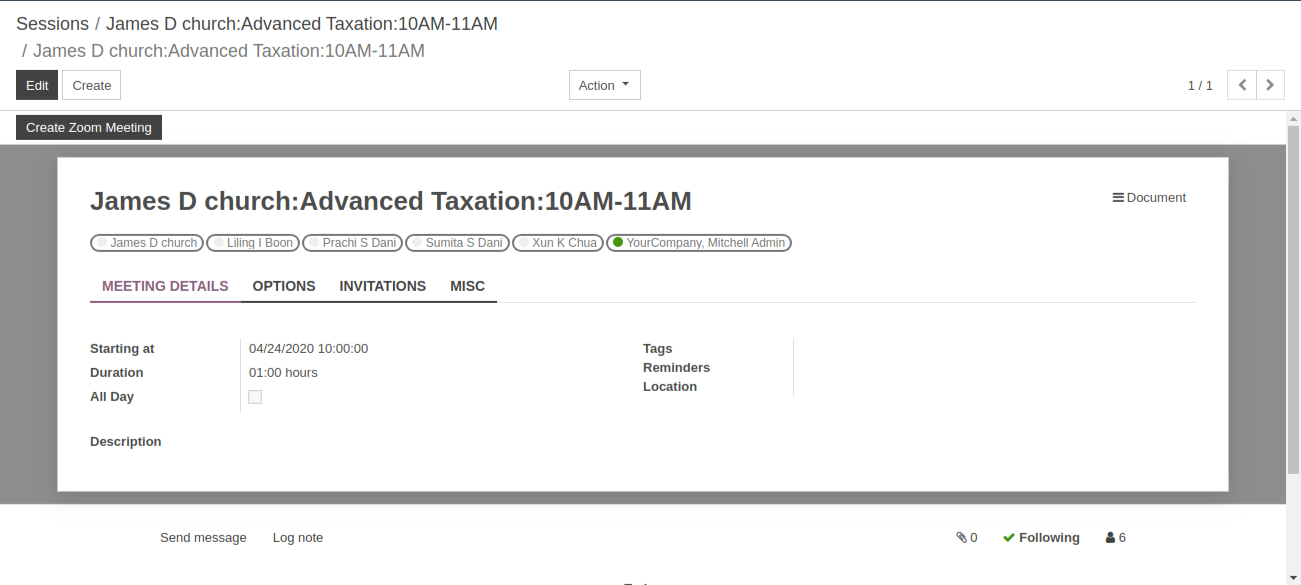 Sessions / James D church:Advanced Taxation:10AM-11AM
/ James D church:Advanced Taxation:10AM-11AM
Edit Create Action 1 / 1
Create Zoom Meeting
James D church:Advanced Taxation:10AM-11AM
Document
James D church Liling I Boon Prachi S Dani Sumita S Dani Xun K Chua YourCompany, Mitchell Admin
MEETING DETAILS OPTIONS INVITATIONS MISC
Starting at 04/24/2020 10:00:00 Tags
Duration 01:00 hours Reminders
All Day Location
Description
Send message Log note 0 Following 6